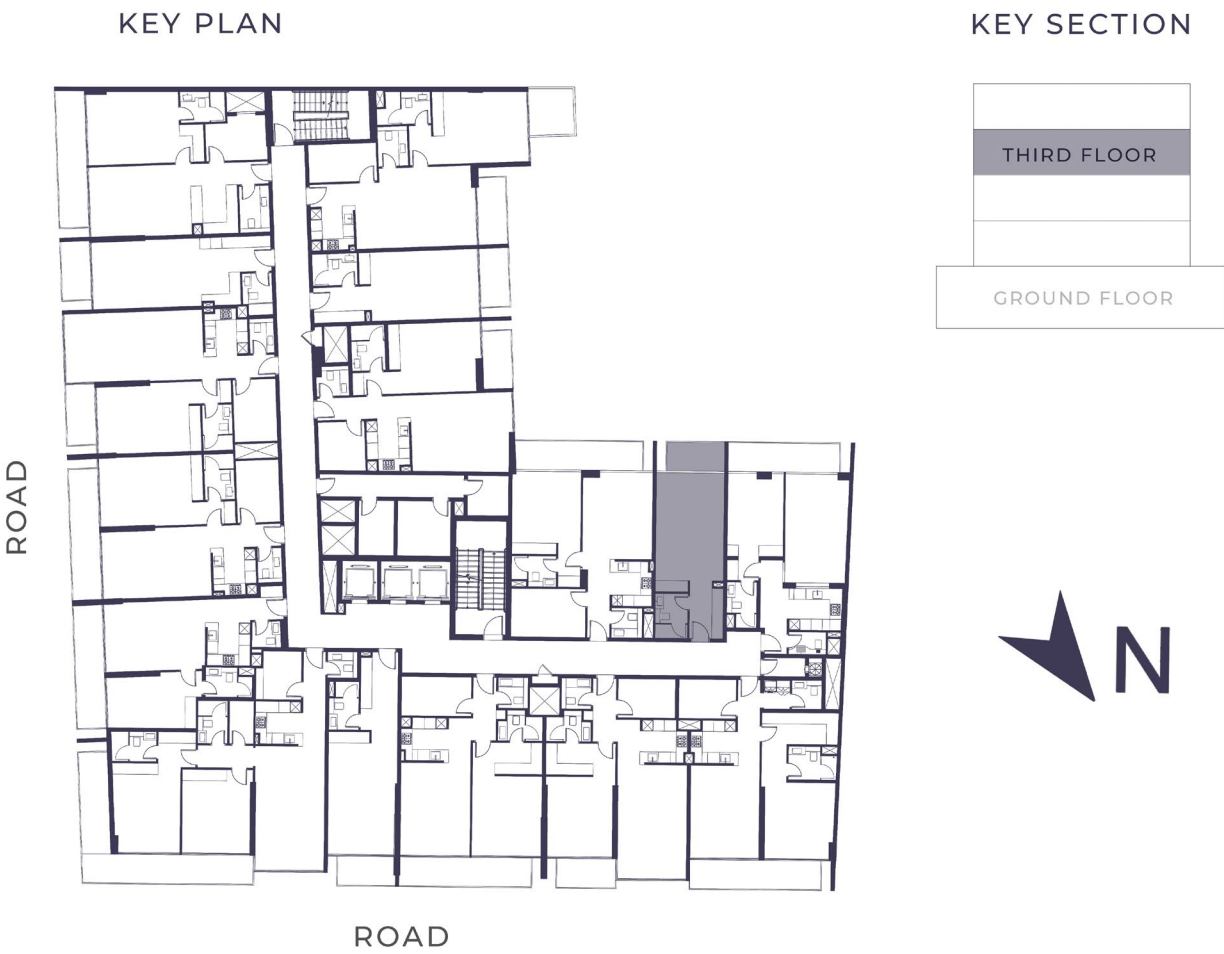 KEY PLAN
KEY SECTION
THIRD FLOOR
GROUND FLOOR
ROAD
N
ROAD